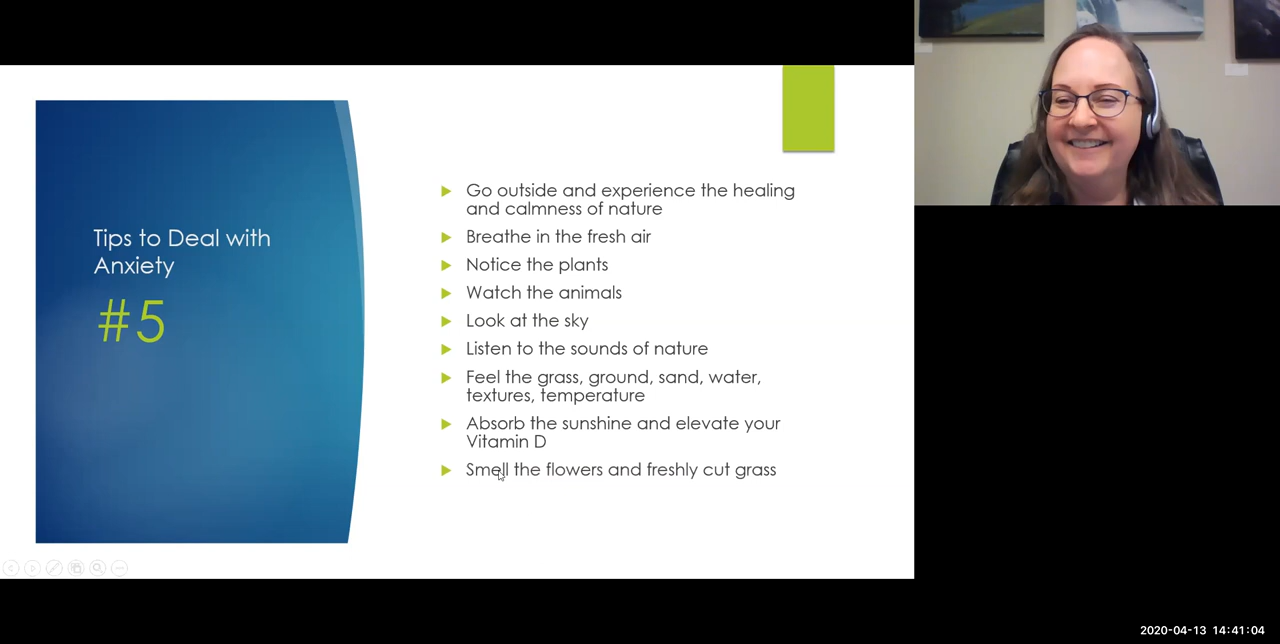 Tips to Deal with
Anxiety
#5
Go outside and experience the healing
and calmness of nature
Breathe in the fresh air
Notice the plants
Watch the animals
Look at the sky
Listen to the sounds of nature
Feel the grass, ground, sand, water,
textures, temperature
Absorb the sunshine and elevate your
Vitamin D
Smell the flowers and freshly cut grass
2020-04-13 14:41:04